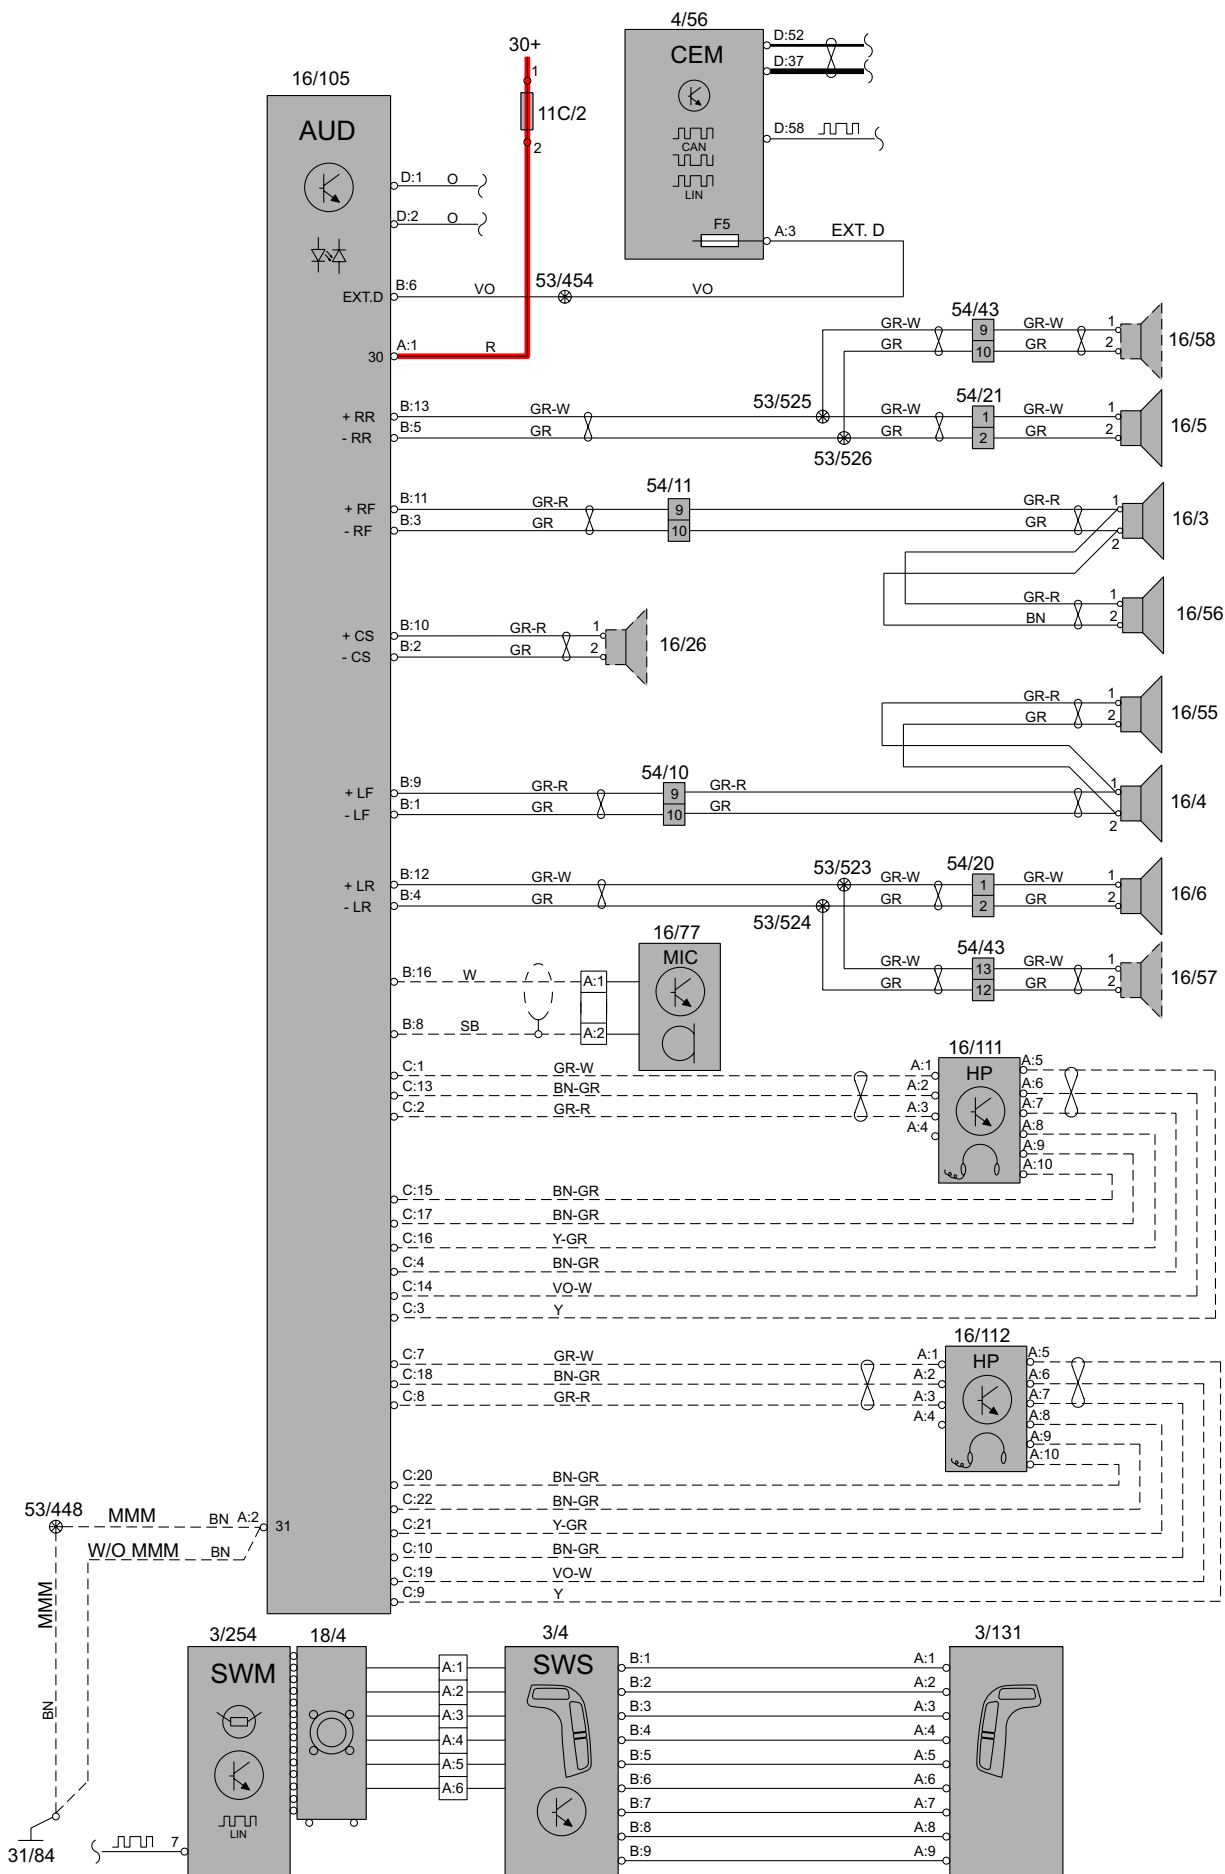 4/56
30+
D:52
CEM
D:37
16/105
1
11C/2
AUD
D:58
2
CAN
D:1 O
LIN
D:2 O
F5
A:3 EXT. D
53/454
EXT.D B:6 VO VO
54/43
GR-W 9 GR-W 1
16/58
GR 10 GR 2
30 A:1 R
53/525
54/21
+ RR B:13 GR-W GR-W 1 GR-W 1
16/5
- RR B:5 GR GR 2 GR 2
53/526
54/11
+ RF B:11 GR-R 9 GR-R 1
16/3
- RF B:3 GR 10 GR 2
GR-R 1
16/56
BN 2
+ CS B:10 GR-R 1
16/26
- CS B:2 GR 2
GR-R 1
16/55
GR 2
54/10
+ LF B:9 GR-R 9 GR-R 1
16/4
- LF B:1 GR 10 GR 2
53/523 54/20
+ LR B:12 GR-W GR-W 1 GR-W 1
16/6
- LR B:4 GR GR 2 GR 2
53/524
16/77
54/43
MIC
GR-W 13 GR-W 1
16/57
B:16 W A:1
GR 12 GR 2
B:8 SB A:2
16/111
C:1 GR-W A:1 HP A:5
C:13 BN-GR A:2 A:6
C:2 GR-R A:3 A:7
A:4 A:8
A:9
A:10
C:15 BN-GR
C:17 BN-GR
C:16 Y-GR
C:4 BN-GR
C:14 VO-W
C:3 Y
16/112
C:7 GR-W A:1 HP A:5
C:18 BN-GR A:2 A:6
C:8 GR-R A:3 A:7
A:4 A:8
A:9
A:10
C:20 BN-GR
C:22 BN-GR
53/448 MMM BN A:2 31
C:21 Y-GR
W/O MMM BN
C:10 BN-GR
C:19 VO-W
C:9 Y
MMM
BN
3/254 18/4 3/4 3/131
SWM SWS
A:1 B:1 A:1
A:2 B:2 A:2
A:3 B:3 A:3
A:4 B:4 A:4
A:5 B:5 A:5
A:6 B:6 A:6
B:7 A:7
LIN
B:8 A:8
31/84 7
B:9 A:9